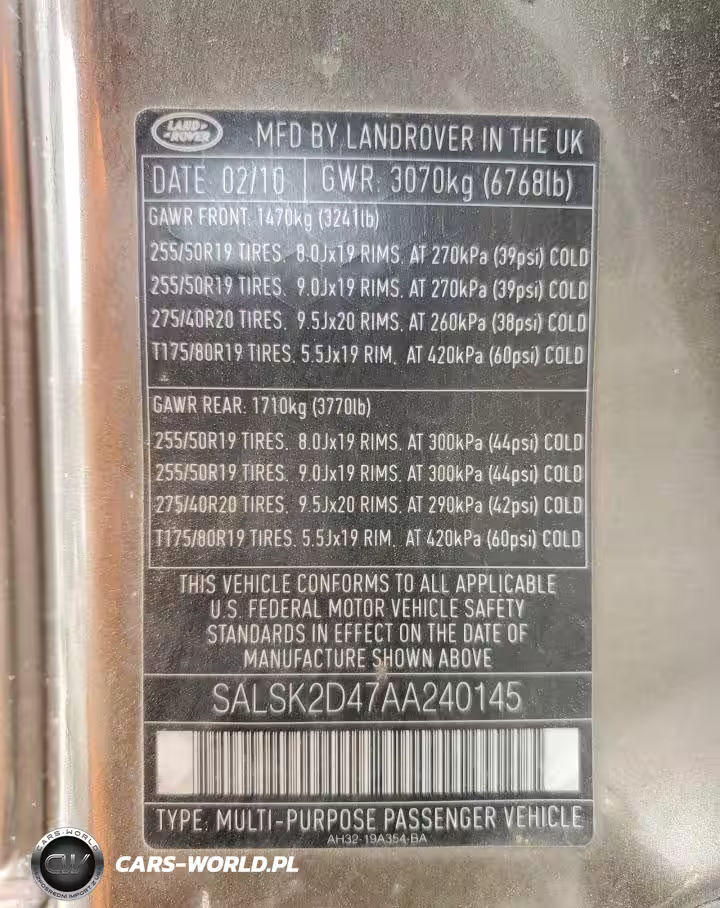 LAND ROVER
MFD BY LANDROVER IN THE UK
DATE: 02/10 GWR: 3070kg (6768lb)
GAWR FRONT: 1470kg (3241lb)
255/50R19 TIRES, 8.0Jx19 RIMS, AT 270kPa (39psi) COLD
255/50R19 TIRES, 9.0Jx19 RIMS, AT 270kPa (39psi) COLD
275/40R20 TIRES, 9.5Jx20 RIMS, AT 260kPa (38psi) COLD
T175/80R19 TIRES, 5.5Jx19 RIM, AT 420kPa (60psi) COLD
GAWR REAR: 1710kg (3770lb)
255/50R19 TIRES, 8.0Jx19 RIMS, AT 300kPa (44psi) COLD
255/50R19 TIRES, 9.0Jx19 RIMS, AT 300kPa (44psi) COLD
275/40R20 TIRES, 9.5Jx20 RIMS, AT 290kPa (42psi) COLD
T175/80R19 TIRES, 5.5Jx19 RIM, AT 420kPa (60psi) COLD
THIS VEHICLE CONFORMS TO ALL APPLICABLE
U.S. FEDERAL MOTOR VEHICLE SAFETY
STANDARDS IN EFFECT ON THE DATE OF
MANUFACTURE SHOWN ABOVE
SALSK2D47AA240145
TYPE: MULTI-PURPOSE PASSENGER VEHICLE
AH32-19A354-BA
CARS-WORLD
CW
CARS-WORLD.PL